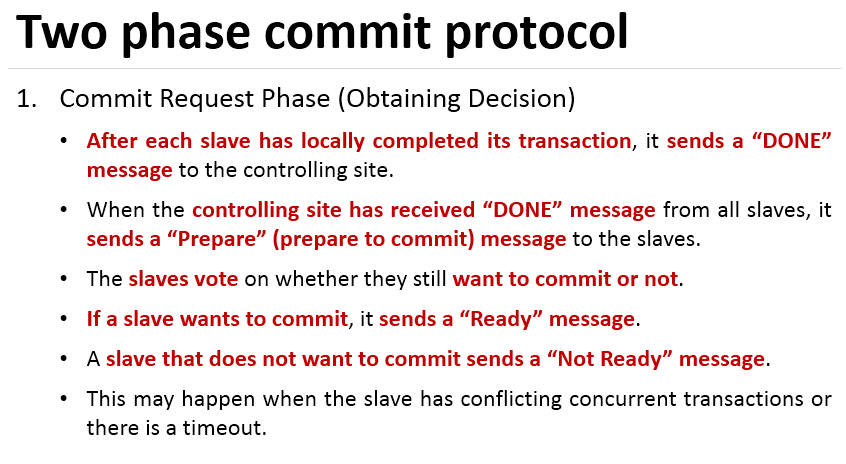 Two phase commit protocol
1. Commit Request Phase (Obtaining Decision)
• After each slave has locally completed its transaction, it sends a “DONE”
message to the controlling site.
• When the controlling site has received “DONE” message from all slaves, it
sends a “Prepare” (prepare to commit) message to the slaves.
• The slaves vote on whether they still want to commit or not.
• If a slave wants to commit, it sends a “Ready” message.
• A slave that does not want to commit sends a “Not Ready” message.
• This may happen when the slave has conflicting concurrent transactions or
there is a timeout.